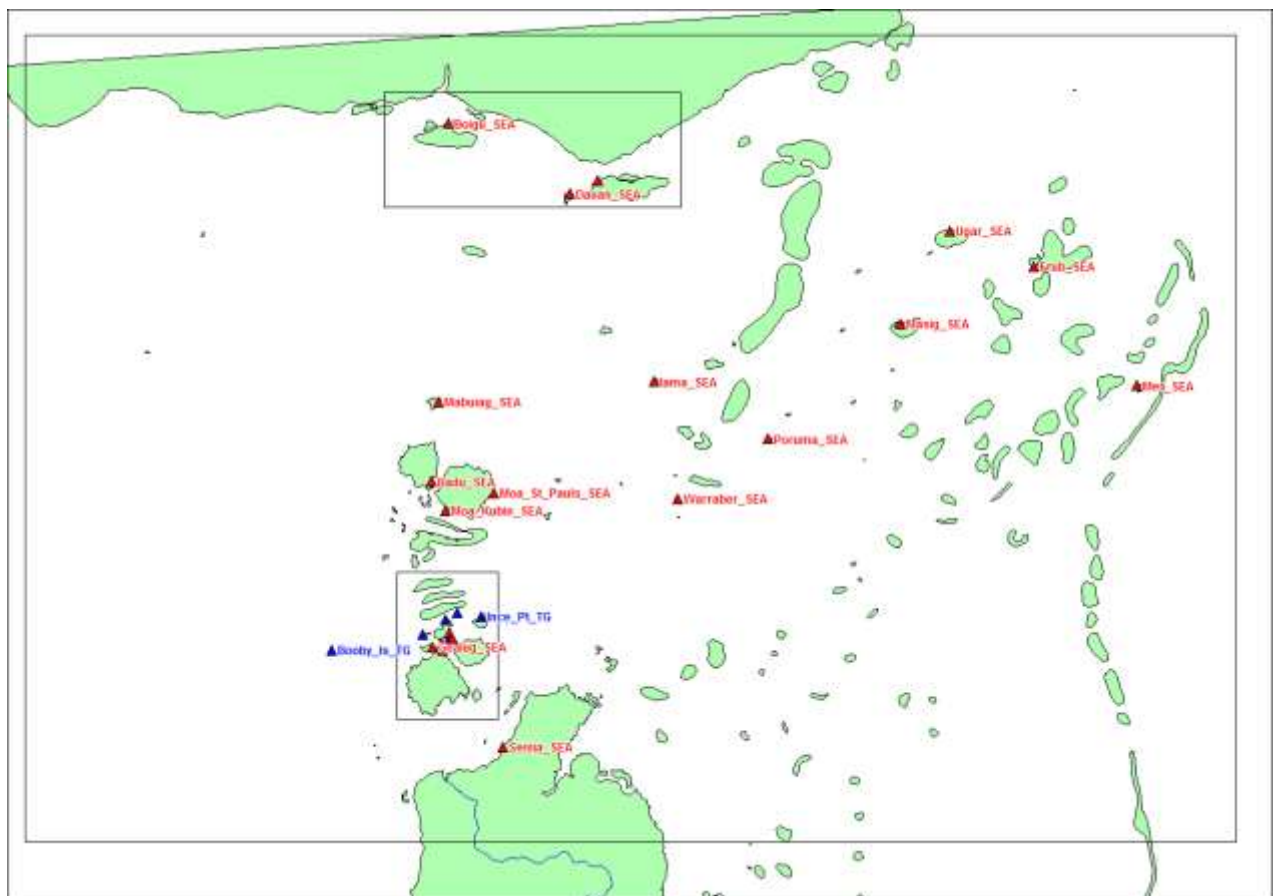 Boigu_SEA
Dauan_SEA
Ugar_SEA
Erub_SEA
Masig_SEA
Iama_SEA
Mer_SEA
Mabuiag_SEA
Poruma_SEA
Badu_SEA
Moa_St_Pauls_SEA
Warraber_SEA
Moa_Kubin_SEA
Ince_Pt_TG
Booby_Is_TG
Seisia_SEA